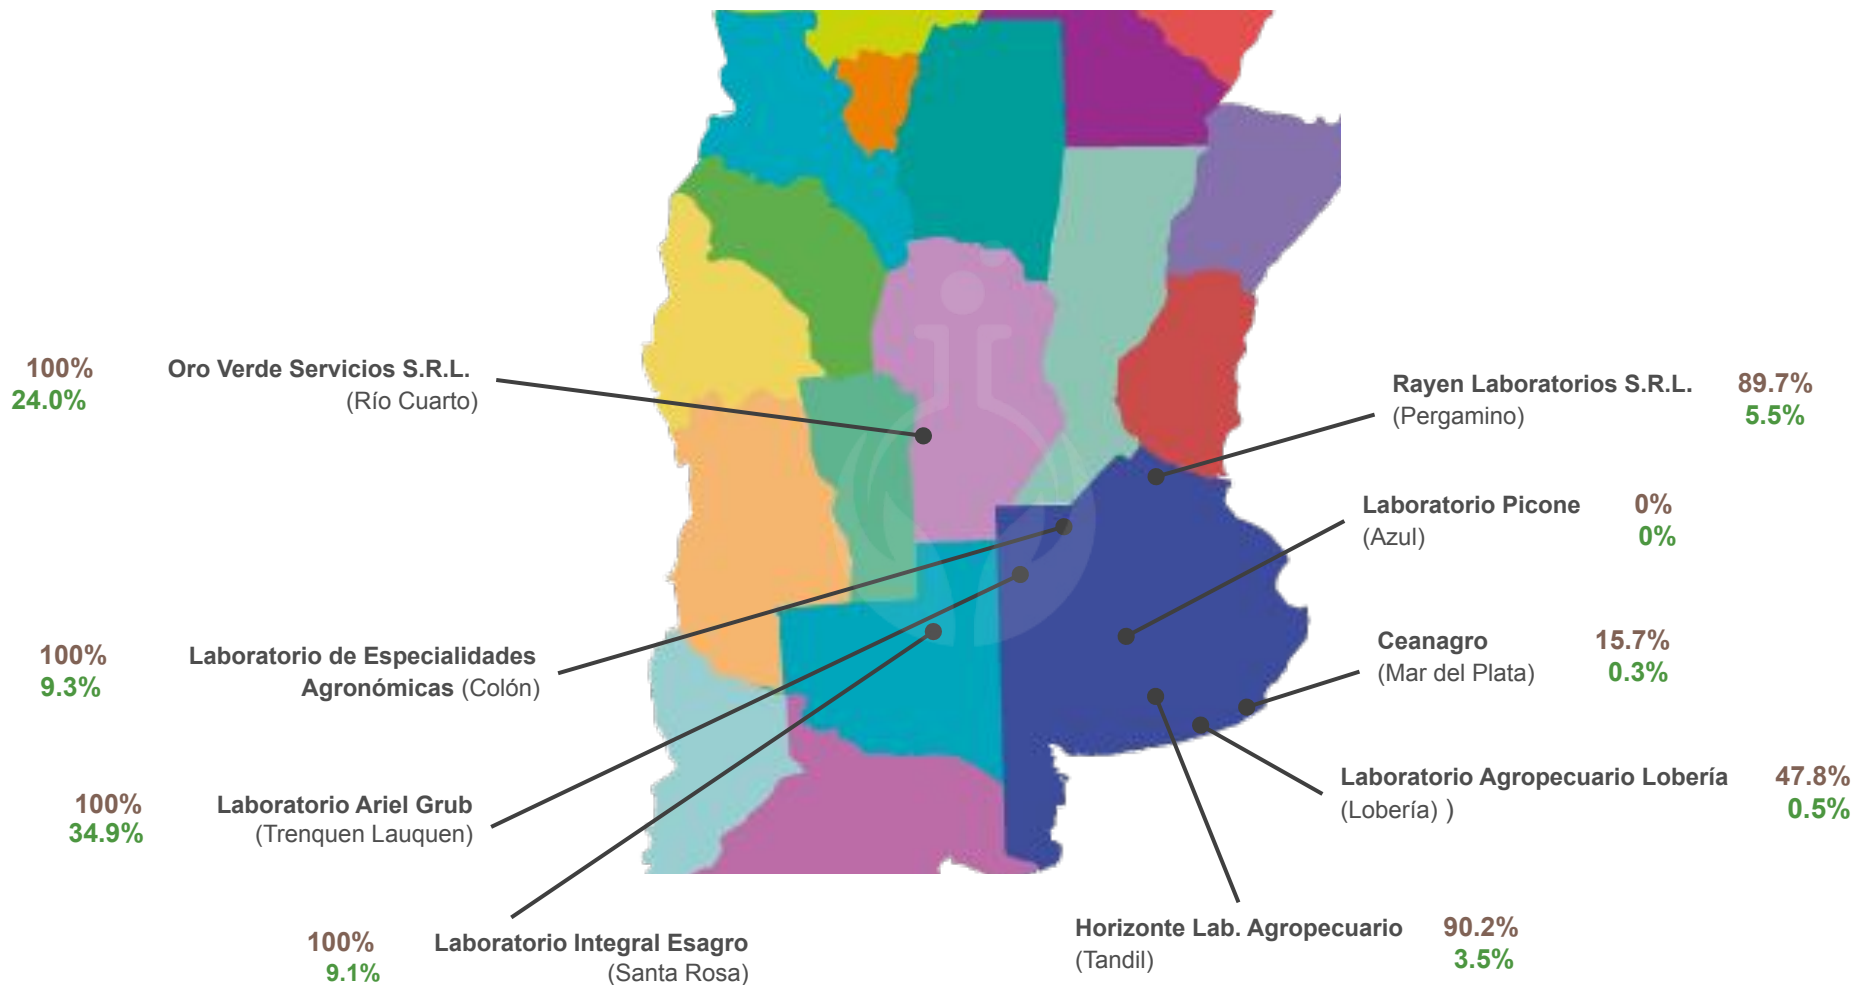 100%
Oro Verde Servicios S.R.L.
24.0%
(Río Cuarto)
100%
Laboratorio de Especialidades
9.3%
Agronómicas (Colón)
100%
Laboratorio Ariel Grub
34.9%
(Trenquen Lauquen)
100%
Laboratorio Integral Esagro
9.1%
(Santa Rosa)
Rayen Laboratorios S.R.L.
89.7%
(Pergamino)
5.5%
Laboratorio Picone
0%
(Azul)
0%
Ceanagro
15.7%
(Mar del Plata)
0.3%
Laboratorio Agropecuario Lobería
47.8%
(Lobería) )
0.5%
Horizonte Lab. Agropecuario
90.2%
(Tandil)
3.5%